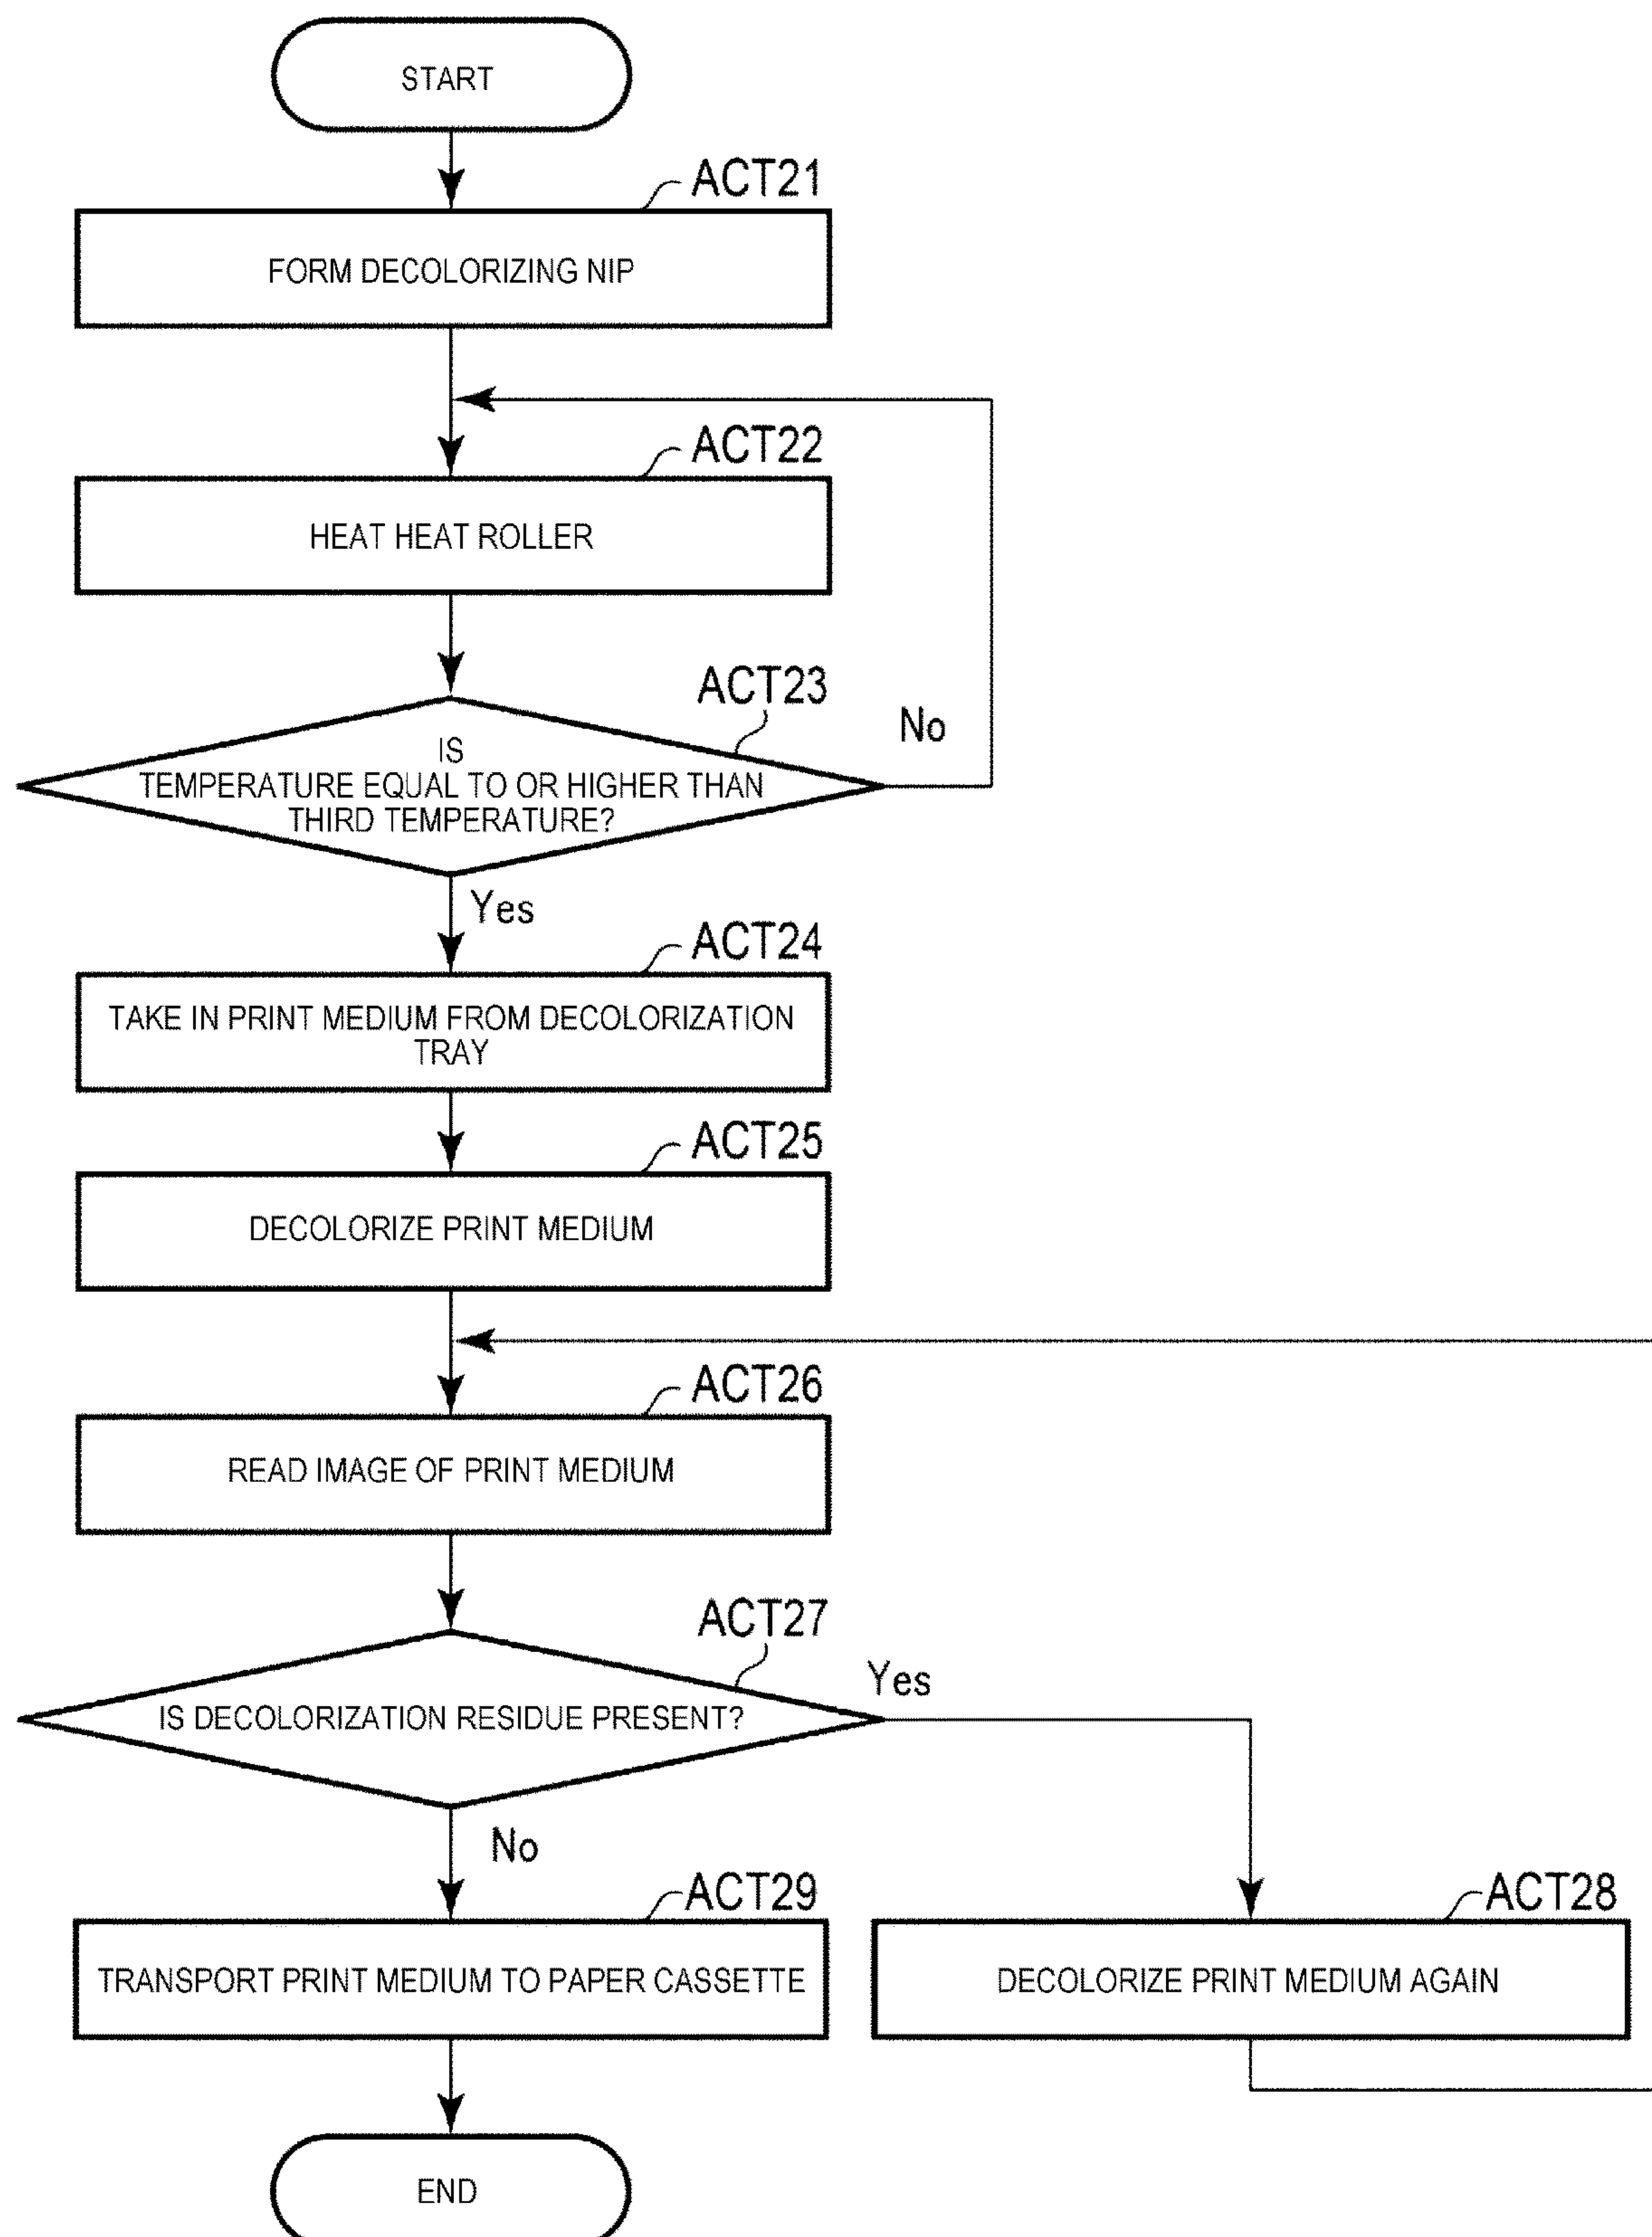 START
ACT21
FORM DECOLORIZING NIP
ACT22
HEAT HEAT ROLLER
ACT23
IS
TEMPERATURE EQUAL TO OR HIGHER THAN
THIRD TEMPERATURE?
No
Yes
ACT24
TAKE IN PRINT MEDIUM FROM DECOLORIZATION
TRAY
ACT25
DECOLORIZE PRINT MEDIUM
ACT26
READ IMAGE OF PRINT MEDIUM
ACT27
IS DECOLORIZATION RESIDUE PRESENT?
Yes
No
ACT29
TRANSPORT PRINT MEDIUM TO PAPER CASSETTE
ACT28
DECOLORIZE PRINT MEDIUM AGAIN
END